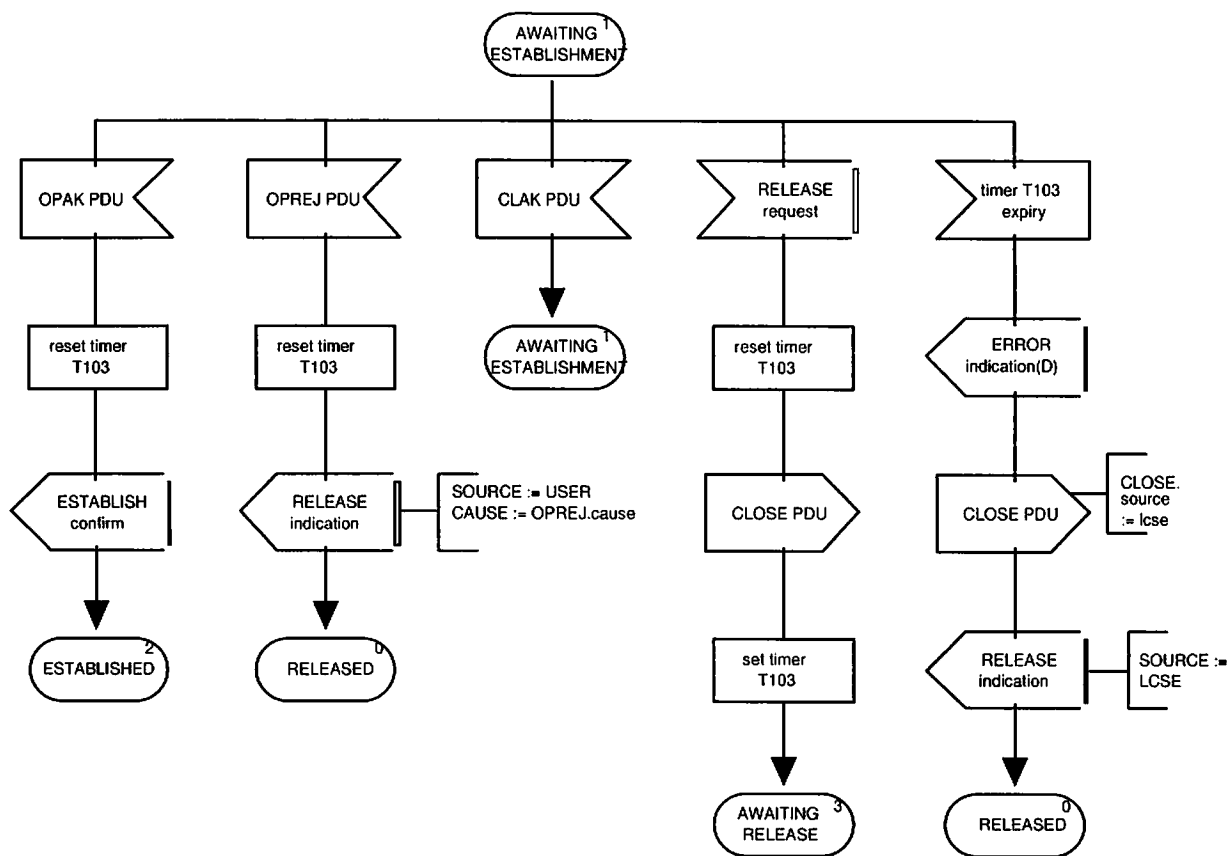 1
AWAITING
ESTABLISHMENT
OPAK PDU
OPREJ PDU
CLAK PDU
RELEASE
request
timer T103
expiry
reset timer
T103
reset timer
T103
1
AWAITING
ESTABLISHMENT
reset timer
T103
ERROR
indication(D)
ESTABLISH
confirm
RELEASE
indication
SOURCE := USER
CAUSE := OPREJ.cause
CLOSE PDU
CLOSE PDU
CLOSE.
source
:= lcse
2
ESTABLISHED
0
RELEASED
set timer
T103
RELEASE
indication
SOURCE :=
LCSE
3
AWAITING
RELEASE
0
RELEASED